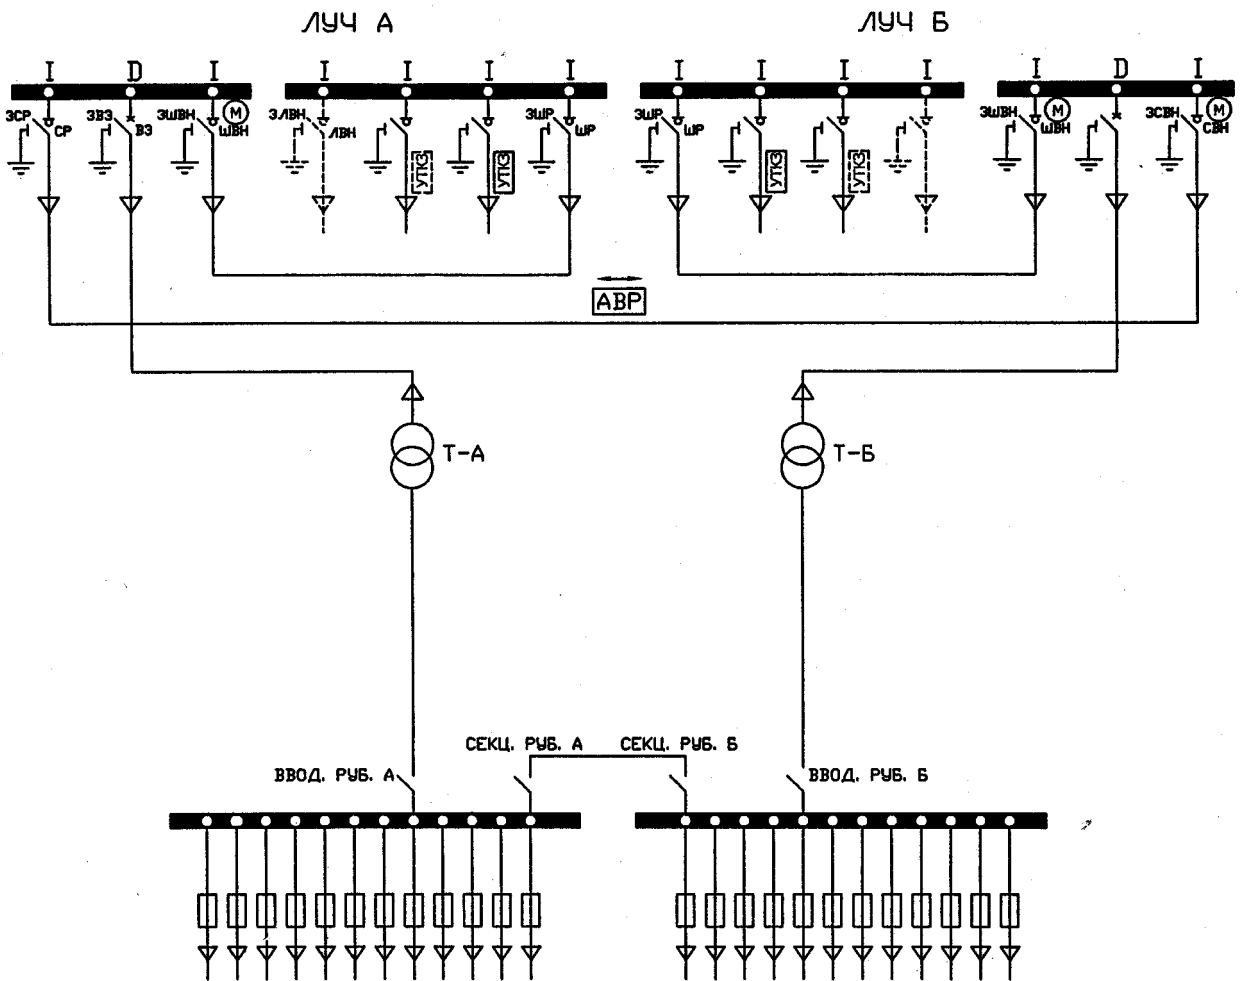 ЛУЧ А ЛУЧ Б
I D I I I I I I I I I I D I
ЗСР ЗВЗ ЗШВН М ЗЛВН ЗШР ЗШР ЗШВН М ЗСВН М
СР ВЗ ШВН ЛВН ШР ШР ШВН СВН
УТКЗ УТКЗ УТКЗ УТКЗ
АВР
Т-А Т-Б
СЕКЦ. РУБ. А СЕКЦ. РУБ. Б
ВВОД. РУБ. А ВВОД. РУБ. Б